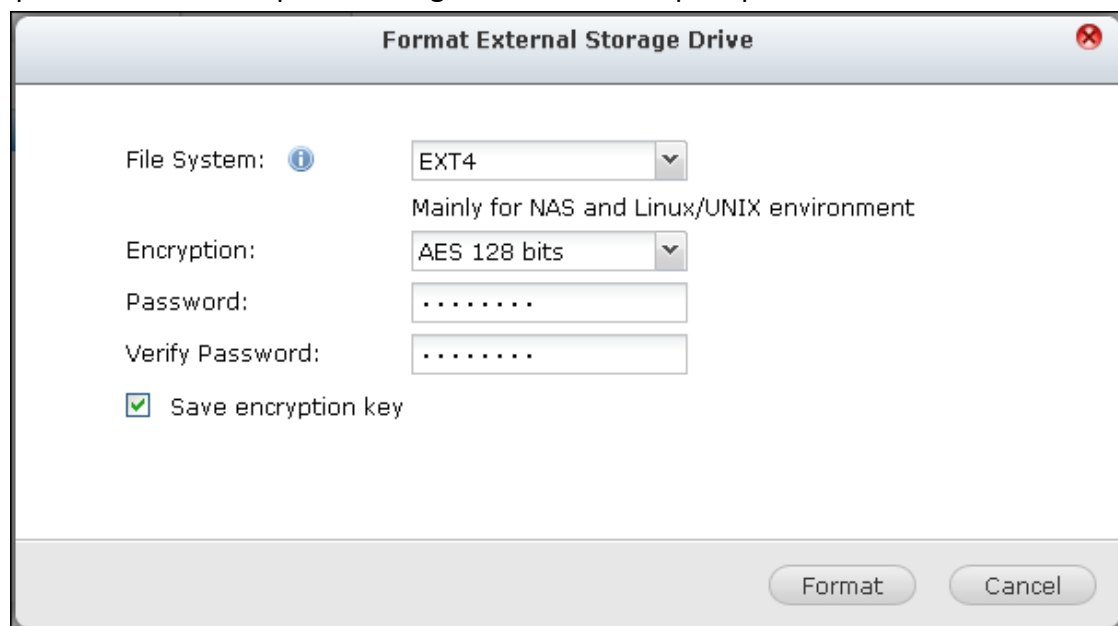 Format External Storage Drive
File System:
EXT4
Mainly for NAS and Linux/UNIX environment
Encryption:
AES 128 bits
Password:
········
Verify Password:
········
Save encryption key
Format
Cancel